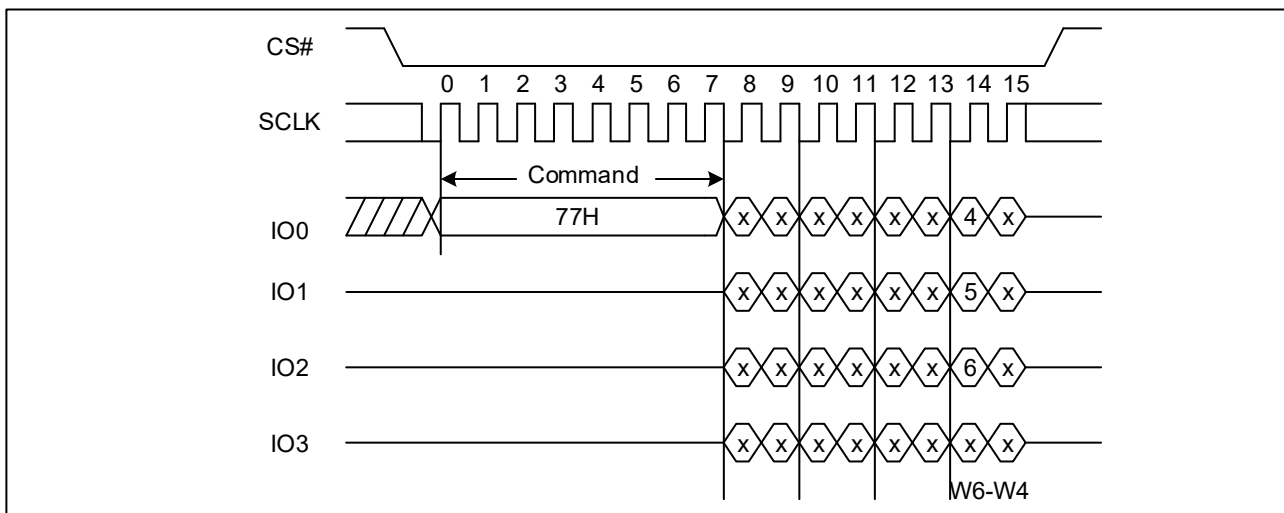 CS#
0 1 2 3 4 5 6 7 8 9 10 11 12 13 14 15
SCLK
Command
IO0 77H x x x x x x 4 x
IO1 x x x x x x 5 x
IO2 x x x x x x 6 x
IO3 x x x x x x x x
W6-W4